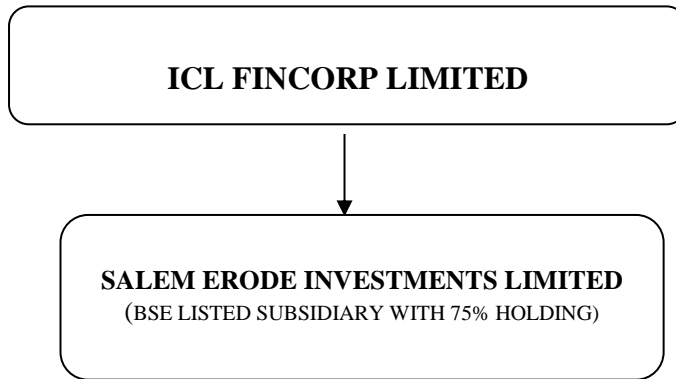 ICL FINCORP LIMITED
SALEM ERODE INVESTMENTS LIMITED
(BSE LISTED SUBSIDIARY WITH 75% HOLDING)